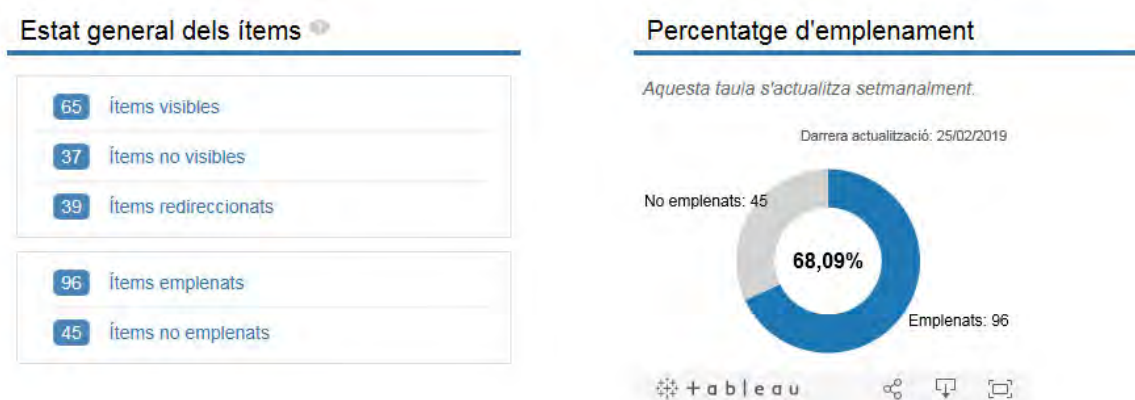 Estat general dels ítems
65 Ítems visibles
37 Ítems no visibles
39 Ítems redireccionats
96 Ítems emplenats
45 Ítems no emplenats
Percentatge d'emplenament
Aquesta taula s'actualitza setmanalment.
Darrera actualització: 25/02/2019
No emplenats: 45
68,09%
Emplenats: 96
+ableau